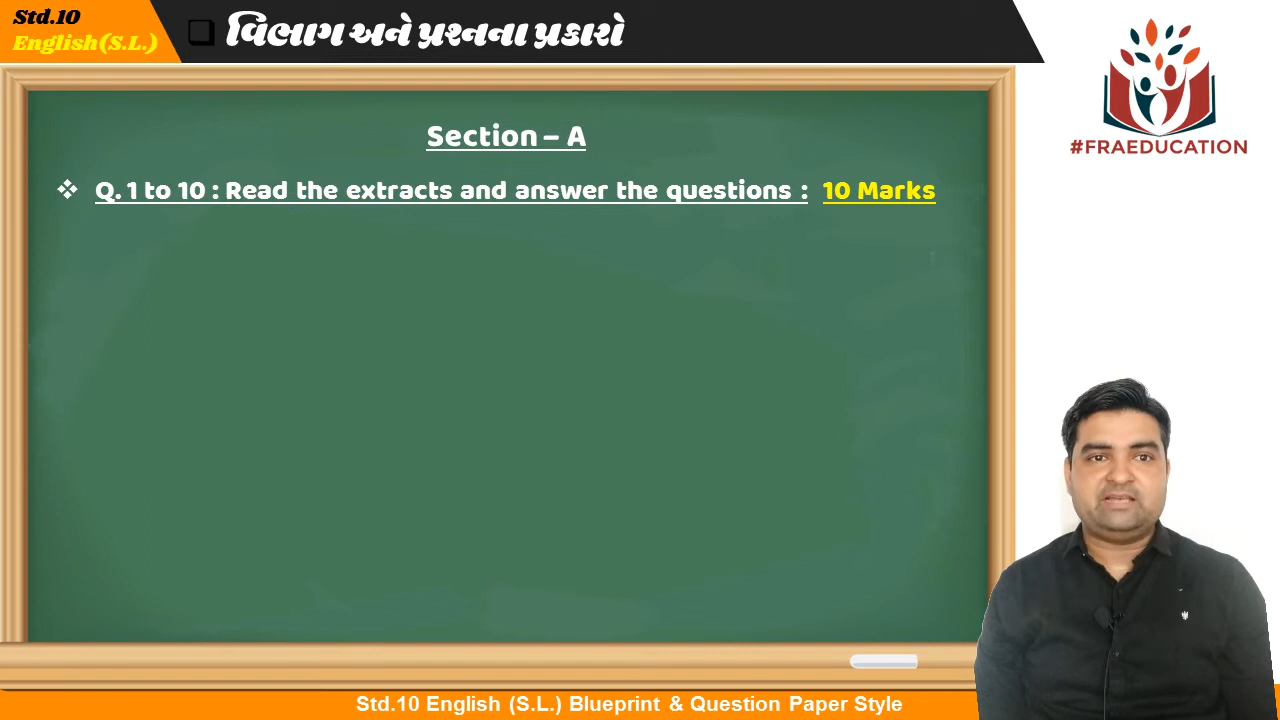 Std.10
English(S.L.)
❑ વિભાગ અને પ્રશ્નના પ્રકારો
#FRAEDUCATION
Section – A
❖ Q. 1 to 10 : Read the extracts and answer the questions : 10 Marks
Std.10 English (S.L.) Blueprint & Question Paper Style